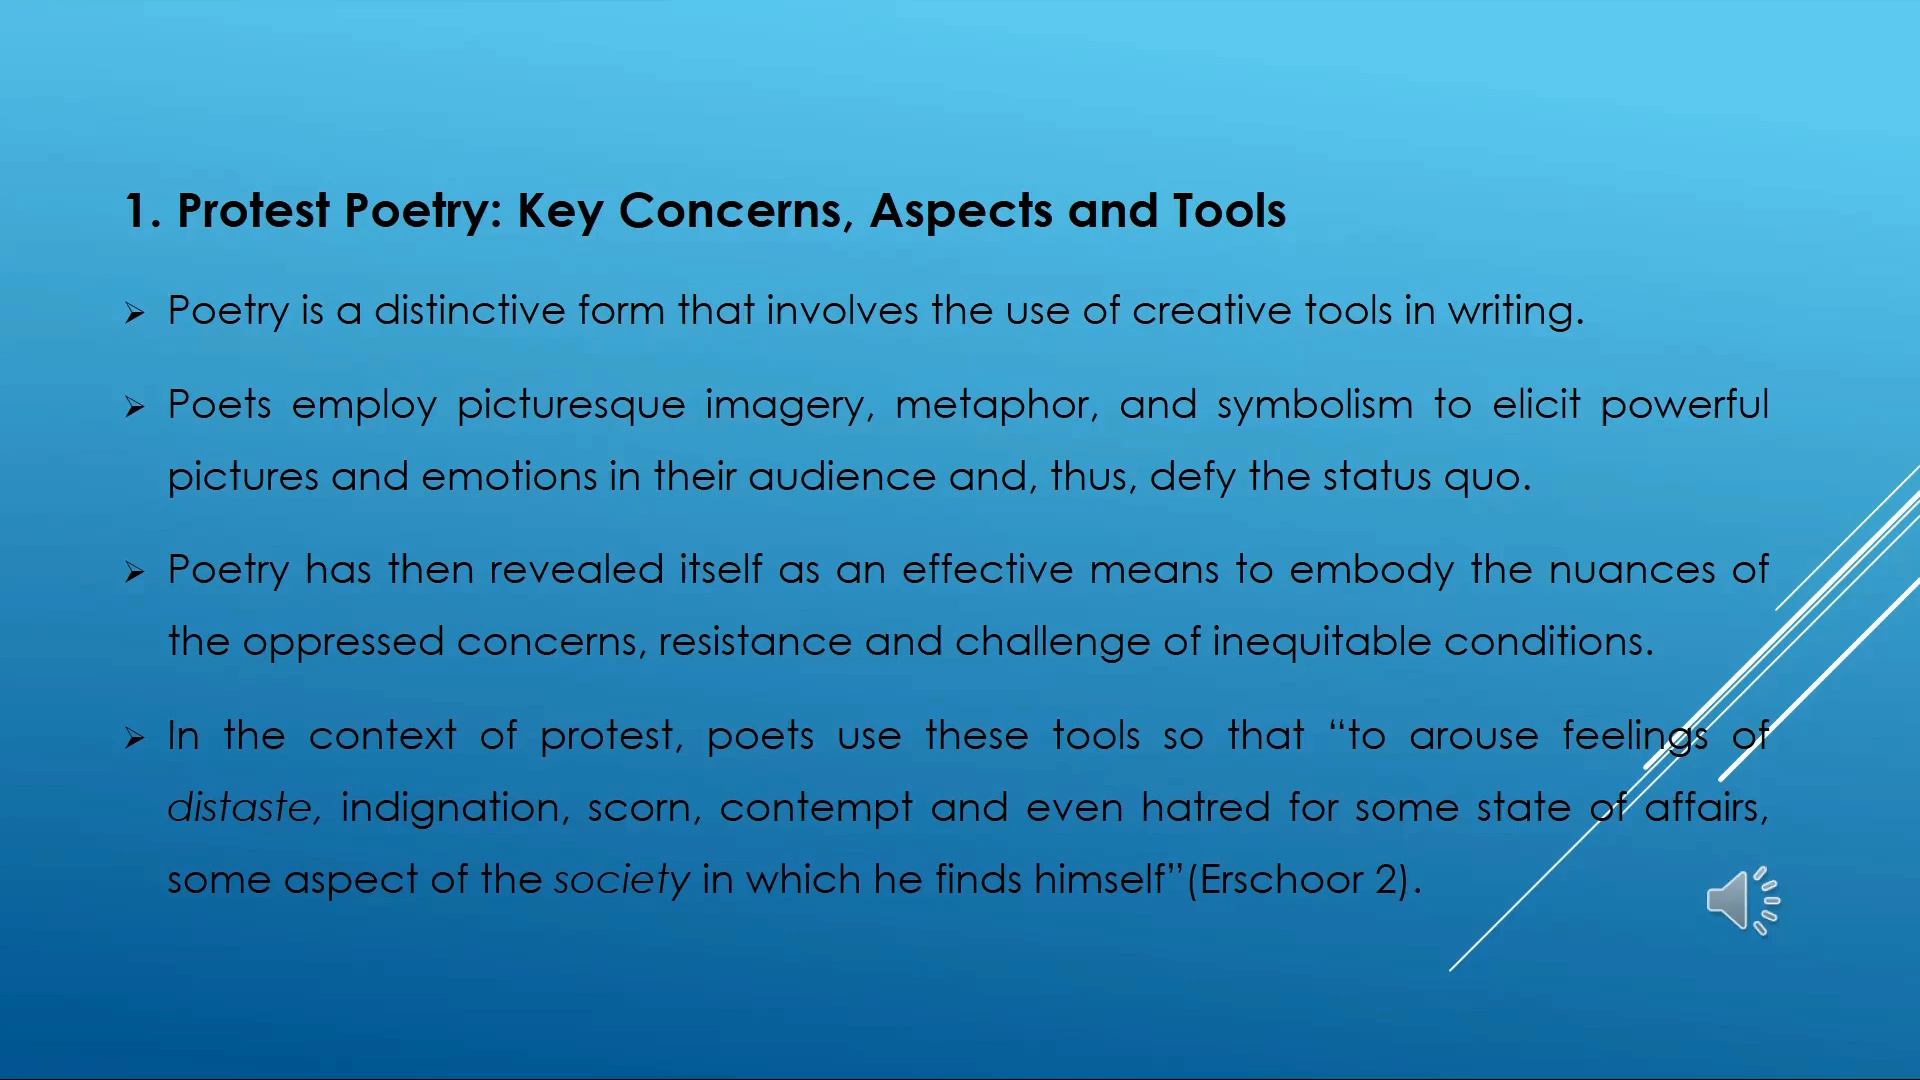 1. Protest Poetry: Key Concerns, Aspects and Tools
➢ Poetry is a distinctive form that involves the use of creative tools in writing.
➢ Poets employ picturesque imagery, metaphor, and symbolism to elicit powerful
pictures and emotions in their audience and, thus, defy the status quo.
➢ Poetry has then revealed itself as an effective means to embody the nuances of
the oppressed concerns, resistance and challenge of inequitable conditions.
➢ In the context of protest, poets use these tools so that “to arouse feelings of
distaste, indignation, scorn, contempt and even hatred for some state of affairs,
some aspect of the society in which he finds himself”(Erschoor 2).